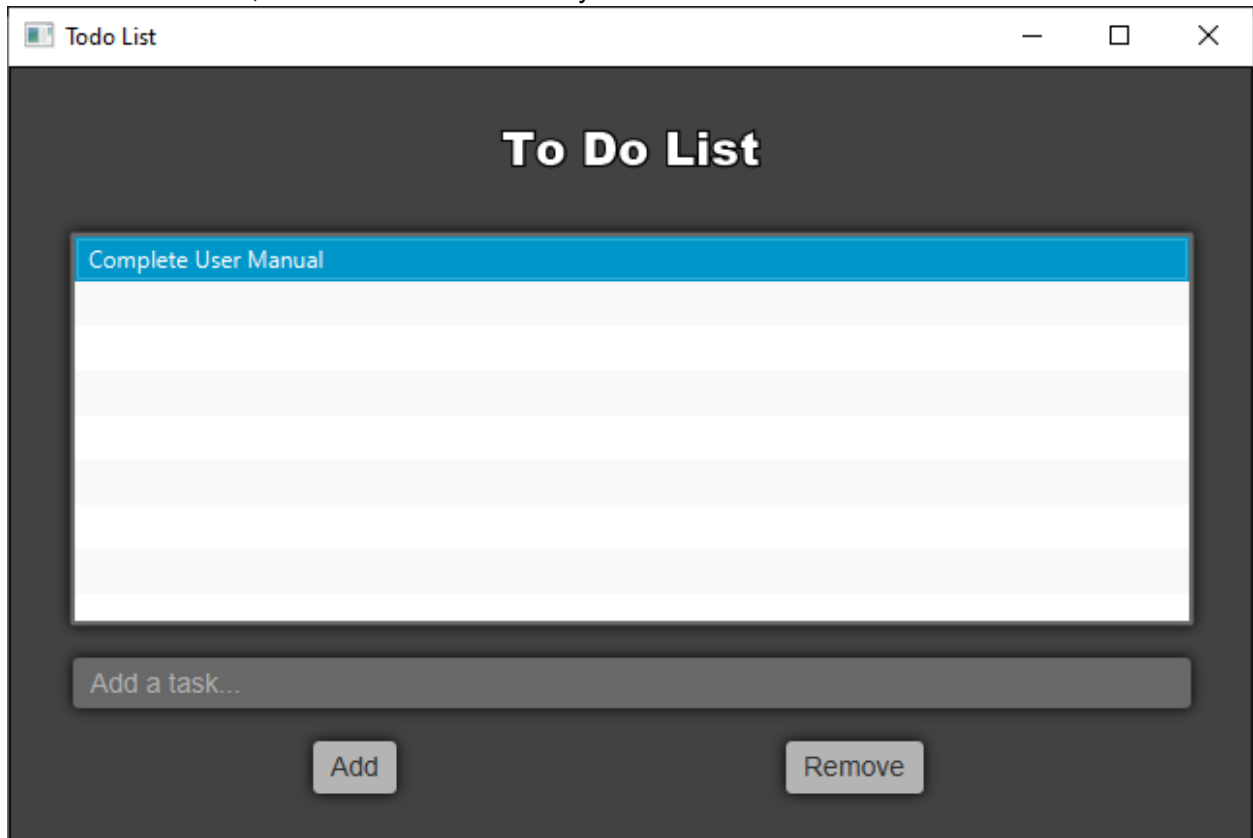 Todo List
To Do List
Complete User Manual
Add a task...
Add
Remove